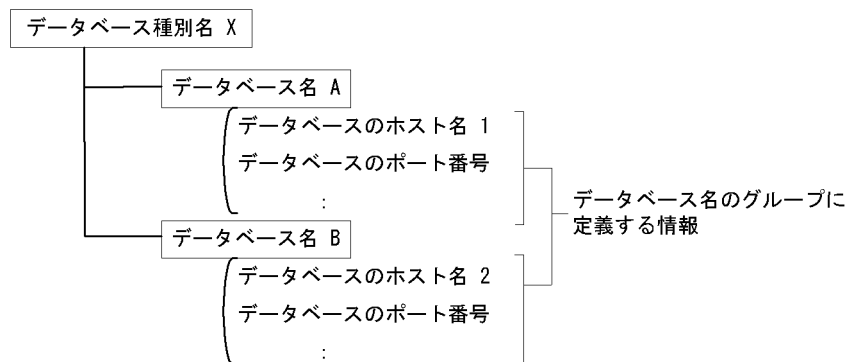 データベース種別名 X
データベース名 A
データベースのホスト名 1
データベースのポート番号
:
データベース名のグループに
定義する情報
データベース名 B
データベースのホスト名 2
データベースのポート番号
: